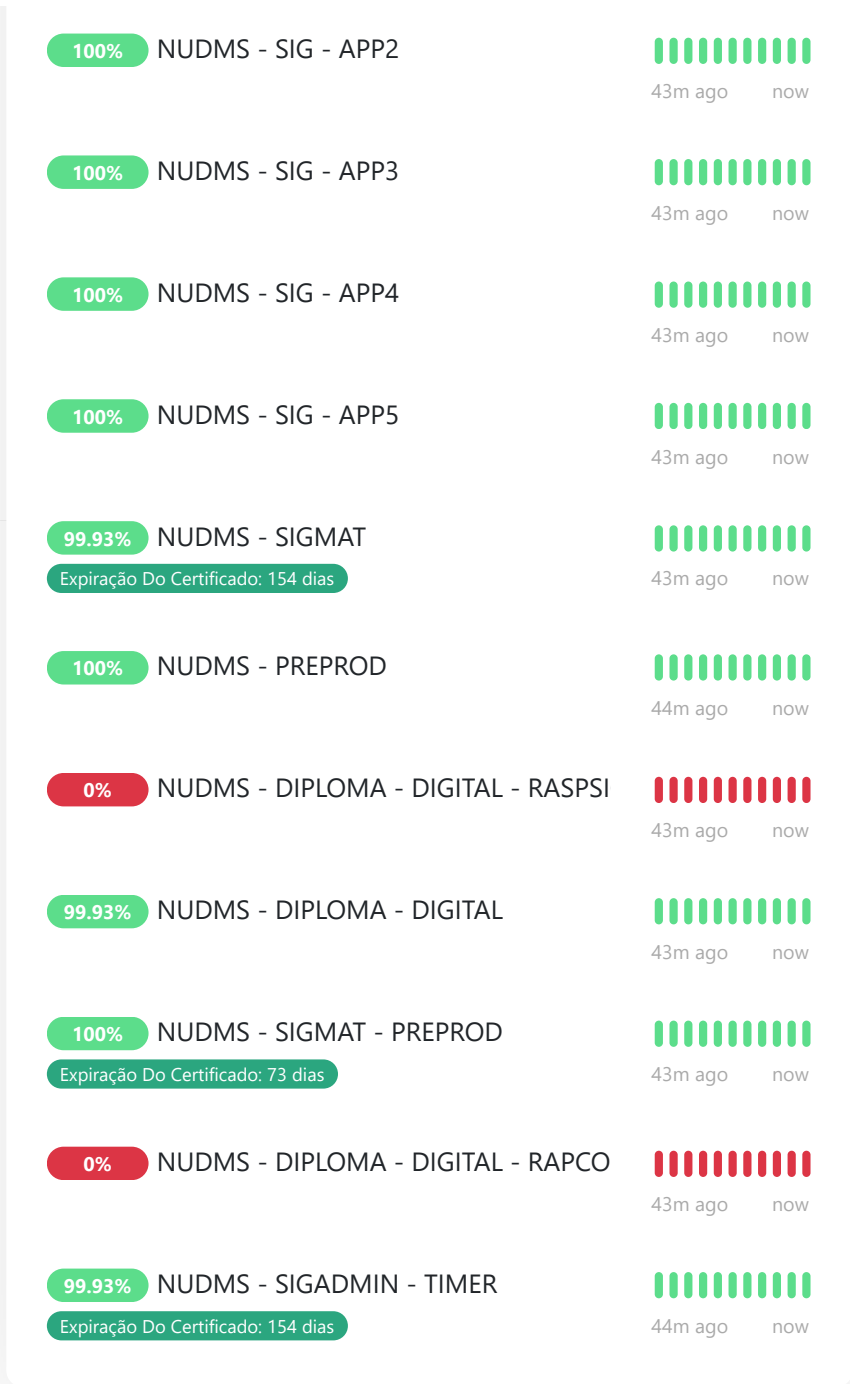 100% NUDMS - SIG - APP2
43m ago now
100% NUDMS - SIG - APP3
43m ago now
100% NUDMS - SIG - APP4
43m ago now
100% NUDMS - SIG - APP5
43m ago now
99.93% NUDMS - SIGMAT
Expiração Do Certificado: 154 dias 43m ago now
100% NUDMS - PREPROD
44m ago now
0% NUDMS - DIPLOMA - DIGITAL - RASPSI
43m ago now
99.93% NUDMS - DIPLOMA - DIGITAL
43m ago now
100% NUDMS - SIGMAT - PREPROD
Expiração Do Certificado: 73 dias 43m ago now
0% NUDMS - DIPLOMA - DIGITAL - RAPCO
43m ago now
99.93% NUDMS - SIGADMIN - TIMER
Expiração Do Certificado: 154 dias 44m ago now